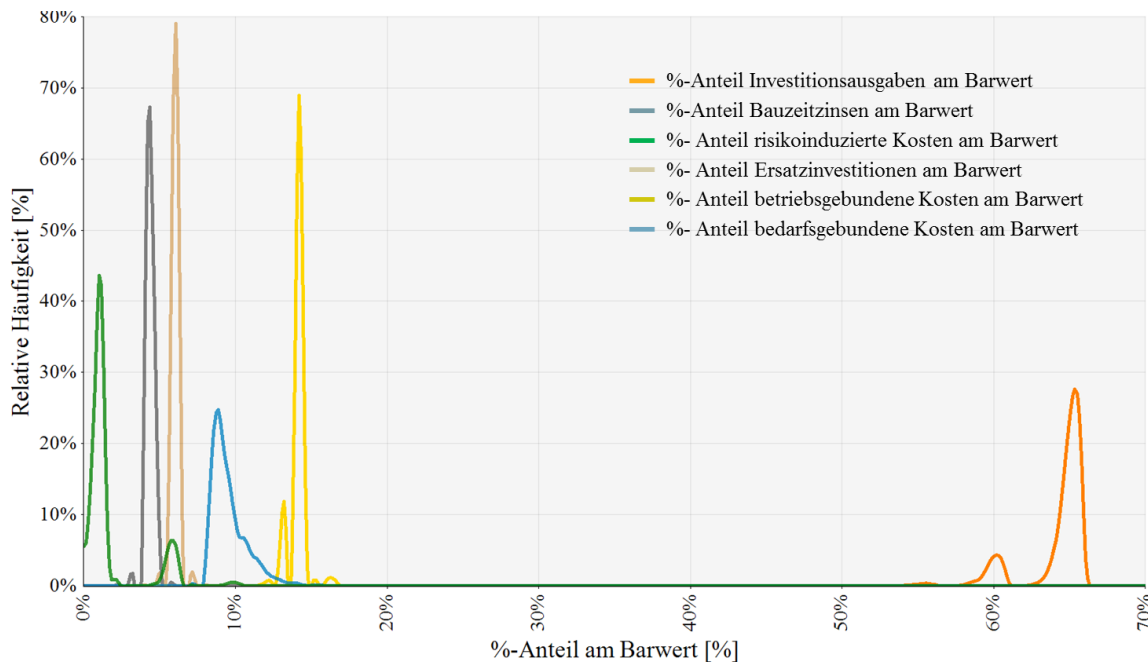 80%
70%
60%
50%
40%
30%
20%
10%
0%
Relative Häufigkeit [%]
%-Anteil Investitionsausgaben am Barwert
%-Anteil Bauzeitzinsen am Barwert
%- Anteil risikoinduzierte Kosten am Barwert
%- Anteil Ersatzinvestitionen am Barwert
%- Anteil betriebsgebundene Kosten am Barwert
%- Anteil bedarfsgebundene Kosten am Barwert
0%
10%
20%
30%
40%
50%
60%
70%
%-Anteil am Barwert [%]